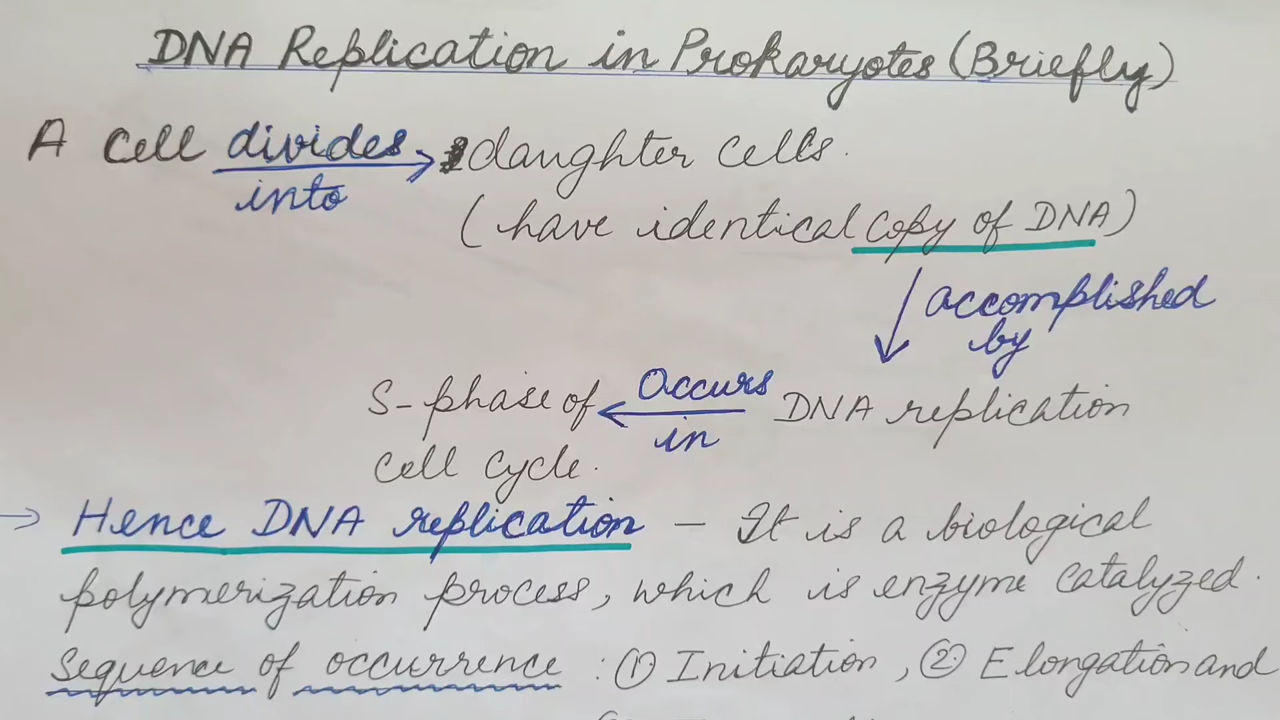 DNA Replication in Prokaryotes (Briefly)
A cell divides into 2 daughter cells.
(have identical copy of DNA)
accomplished
by
S-phase of occurs in DNA replication
cell cycle.
→ Hence DNA replication – It is a biological
polymerization process, which is enzyme catalyzed.
Sequence of occurrence : ① Initiation, ② Elongation and